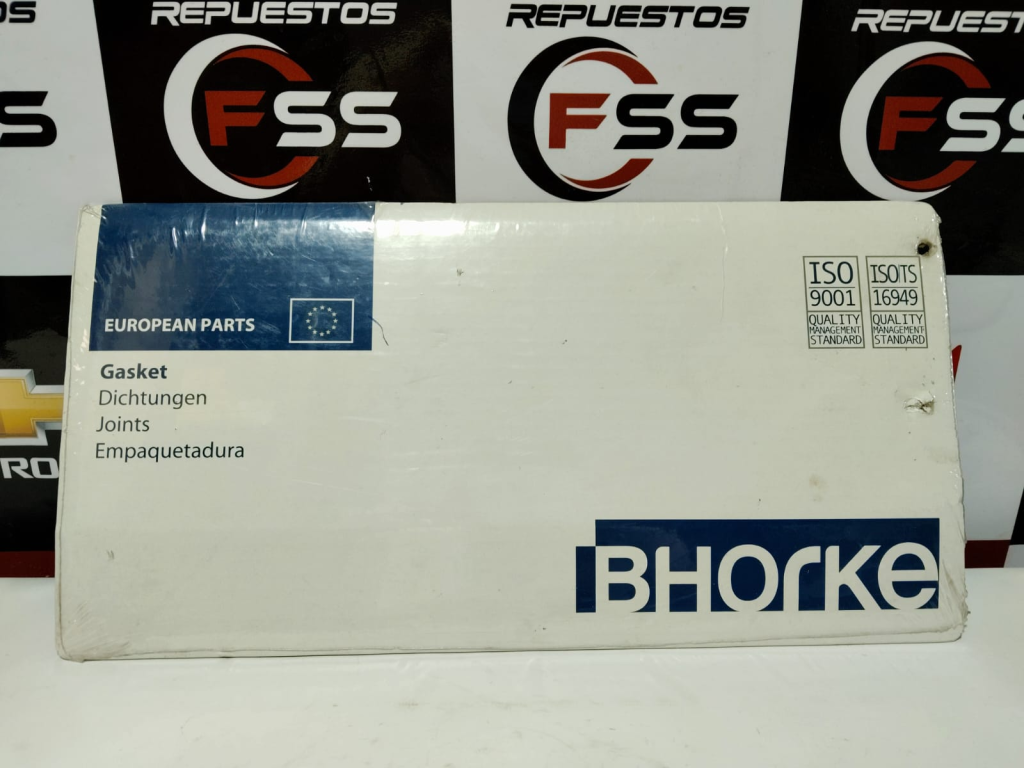 REPUESTOS
FSS
REPUESTOS
FSS
REPUESTOS
FSS
EUROPEAN PARTS
Gasket
Dichtungen
Joints
Empaquetadura
ISO
9001
QUALITY
MANAGEMENT
STANDARD
ISO/TS
16949
QUALITY
MANAGEMENT
STANDARD
BHORKE